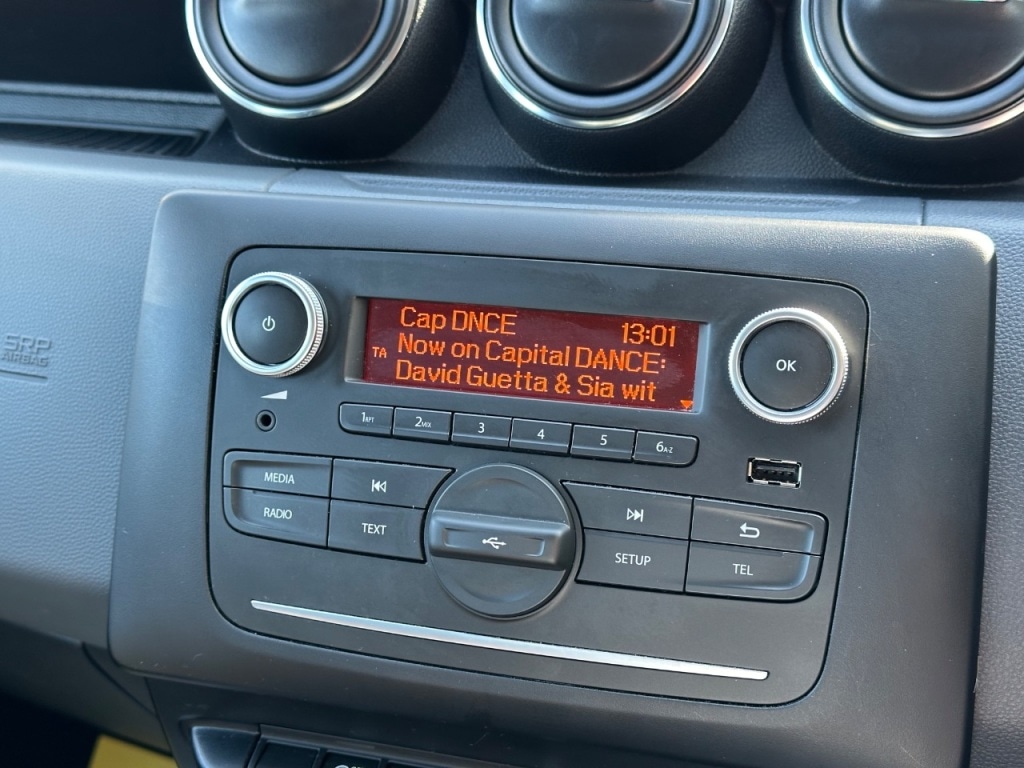 SRP
AIRBAG
Cap DNCE 13:01
TA Now on Capital DANCE:
David Guetta & Sia wit
OK
1RPT 2MIX 3 4 5 6A-Z
MEDIA
RADIO
TEXT
SETUP
TEL